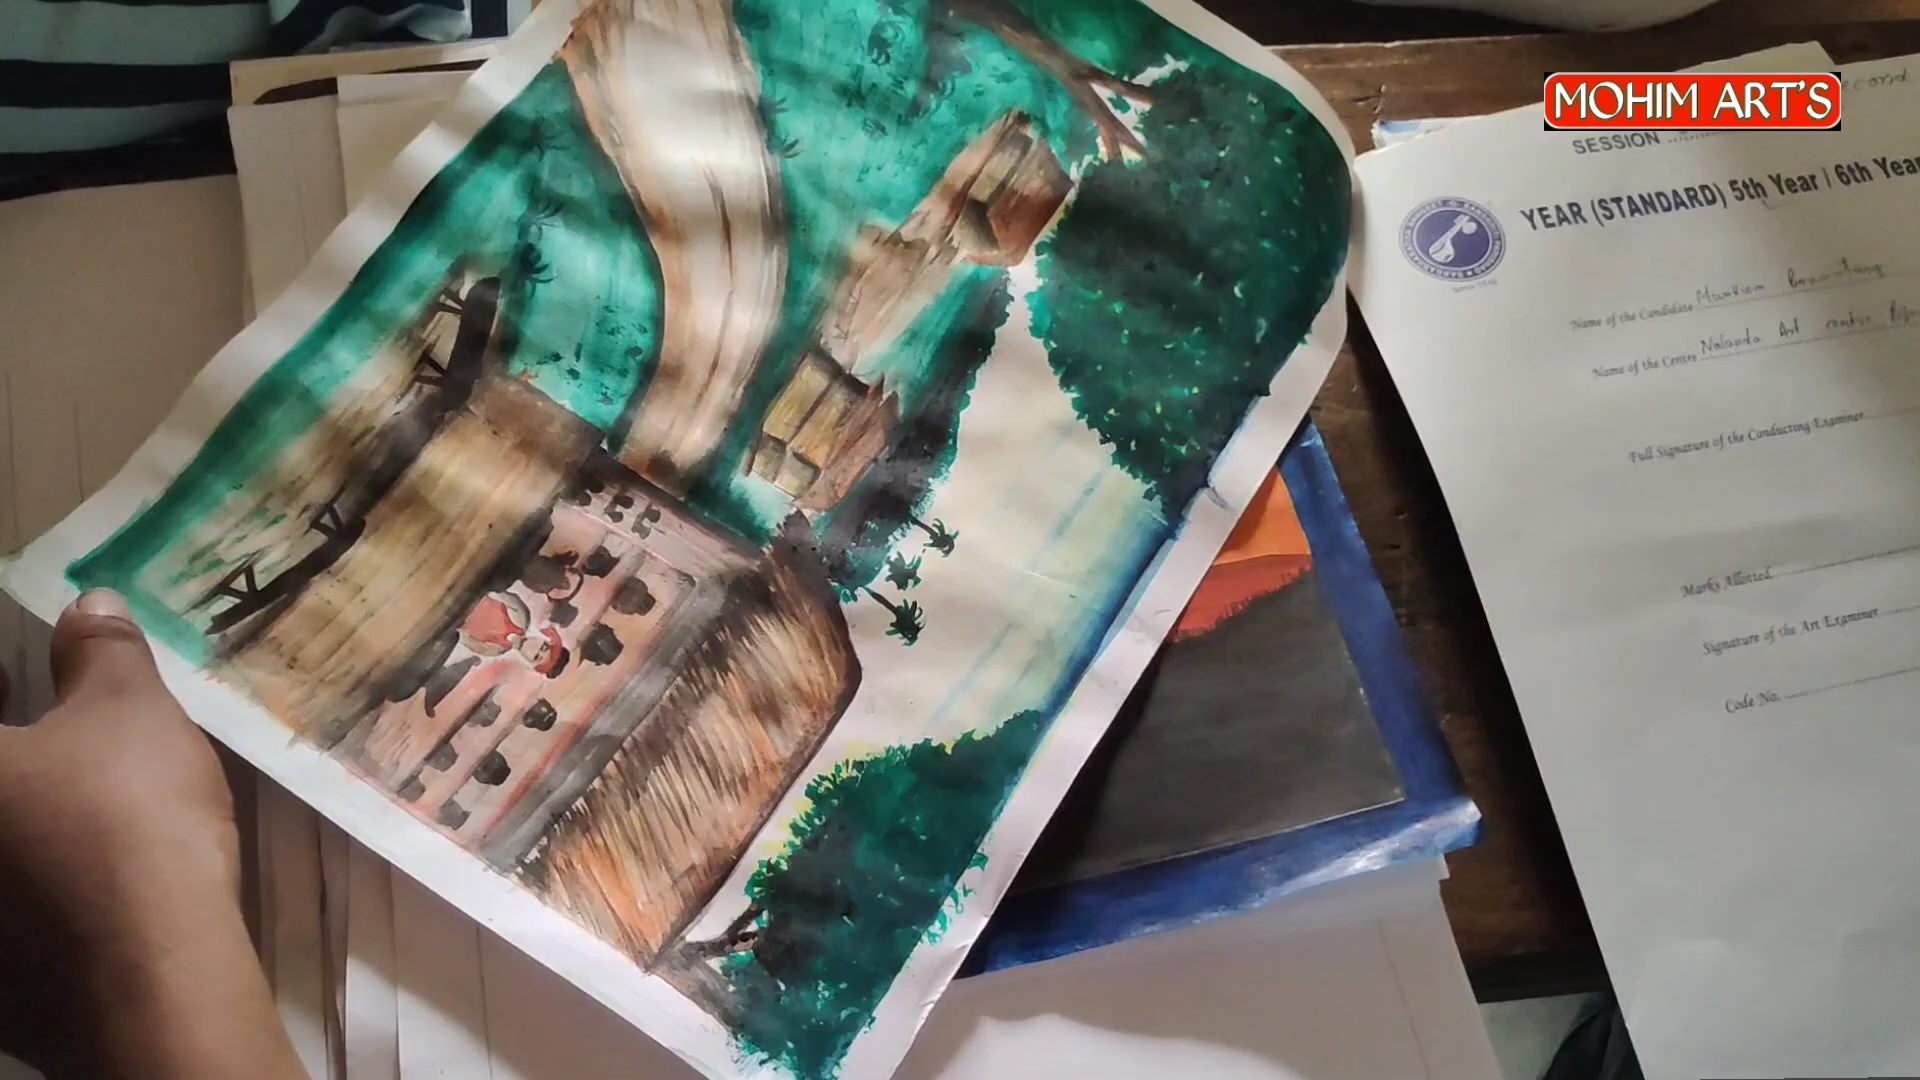 MOHIM ART'S
SESSION
YEAR (STANDARD) 5th Year / 6th Year
Name of the Candidate
Name of the Centre Nalanda Art centre
Full Signature of the Conducting Examiner
Marks Allotted
Signature of the Art Examiner
Code No.